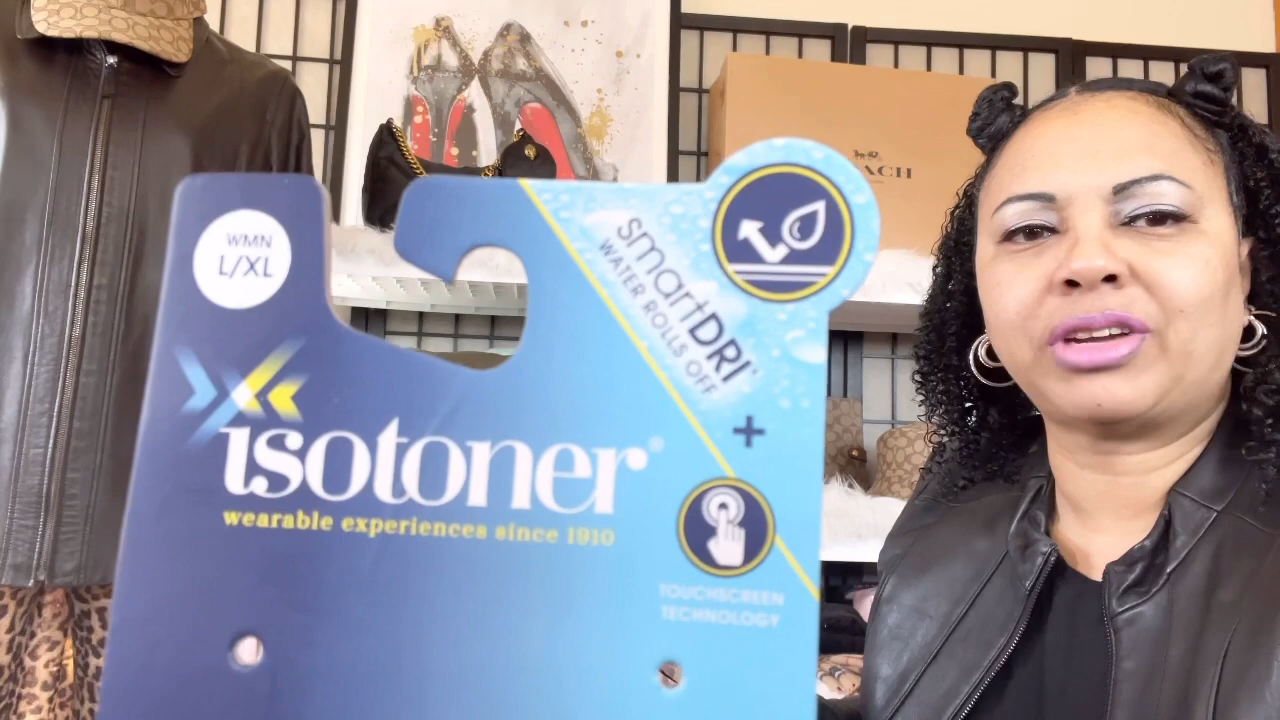 WMN
L/XL
isotoner®
wearable experiences since 1910
smartDRI
WATER ROLLS OFF
+
TOUCHSCREEN
TECHNOLOGY
COACH